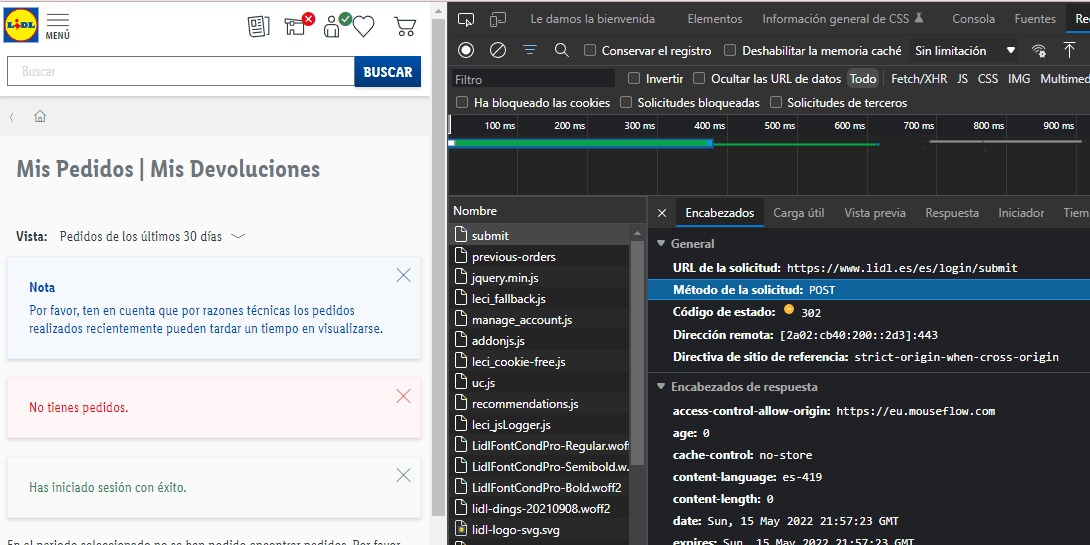 LiDL
MENÚ
Buscar
BUSCAR
Mis Pedidos | Mis Devoluciones
Vista: Pedidos de los últimos 30 días
Nota
Por favor, ten en cuenta que por razones técnicas los pedidos
realizados recientemente pueden tardar un tiempo en visualizarse.
No tienes pedidos.
Has iniciado sesión con éxito.
En el periodo seleccionado no se han podido encontrar pedidos. Por favor
Le damos la bienvenida
Elementos
Información general de CSS
Consola
Fuentes
Re
Conservar el registro
Deshabilitar la memoria caché
Sin limitación
Filtro
Invertir
Ocultar las URL de datos
Todo
Fetch/XHR
JS
CSS
IMG
Multimed
Ha bloqueado las cookies
Solicitudes bloqueadas
Solicitudes de terceros
100 ms
200 ms
300 ms
400 ms
500 ms
600 ms
700 ms
800 ms
900 ms
Nombre
submit
previous-orders
jquery.min.js
leci_fallback.js
manage_account.js
addonjs.js
leci_cookie-free.js
uc.js
recommendations.js
leci_jsLogger.js
LidlFontCondPro-Regular.woff
LidlFontCondPro-Semibold.w.
LidlFontCondPro-Bold.woff2
lidl-dings-20210908.woff2
lidl-logo-svg.svg
Encabezados
Carga útil
Vista previa
Respuesta
Iniciador
Tiem
General
URL de la solicitud: https://www.lidl.es/es/login/submit
Método de la solicitud: POST
Código de estado: 302
Dirección remota: [2a02:cb40:200::2d3]:443
Directiva de sitio de referencia: strict-origin-when-cross-origin
Encabezados de respuesta
access-control-allow-origin: https://eu.mouseflow.com
age: 0
cache-control: no-store
content-language: es-419
content-length: 0
date: Sun, 15 May 2022 21:57:23 GMT
expires: Sun, 15 May 2022 21:57:23 GMT